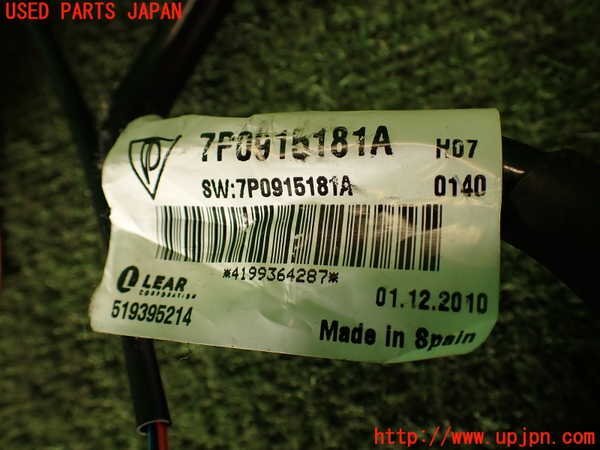 USED PARTS JAPAN
7P0915181A H07
SW:7P0915181A 0140
*4199364287*
LEAR
CORPORATION
01.12.2010
519395214
Made in Spain
http://www.upjpn.com/